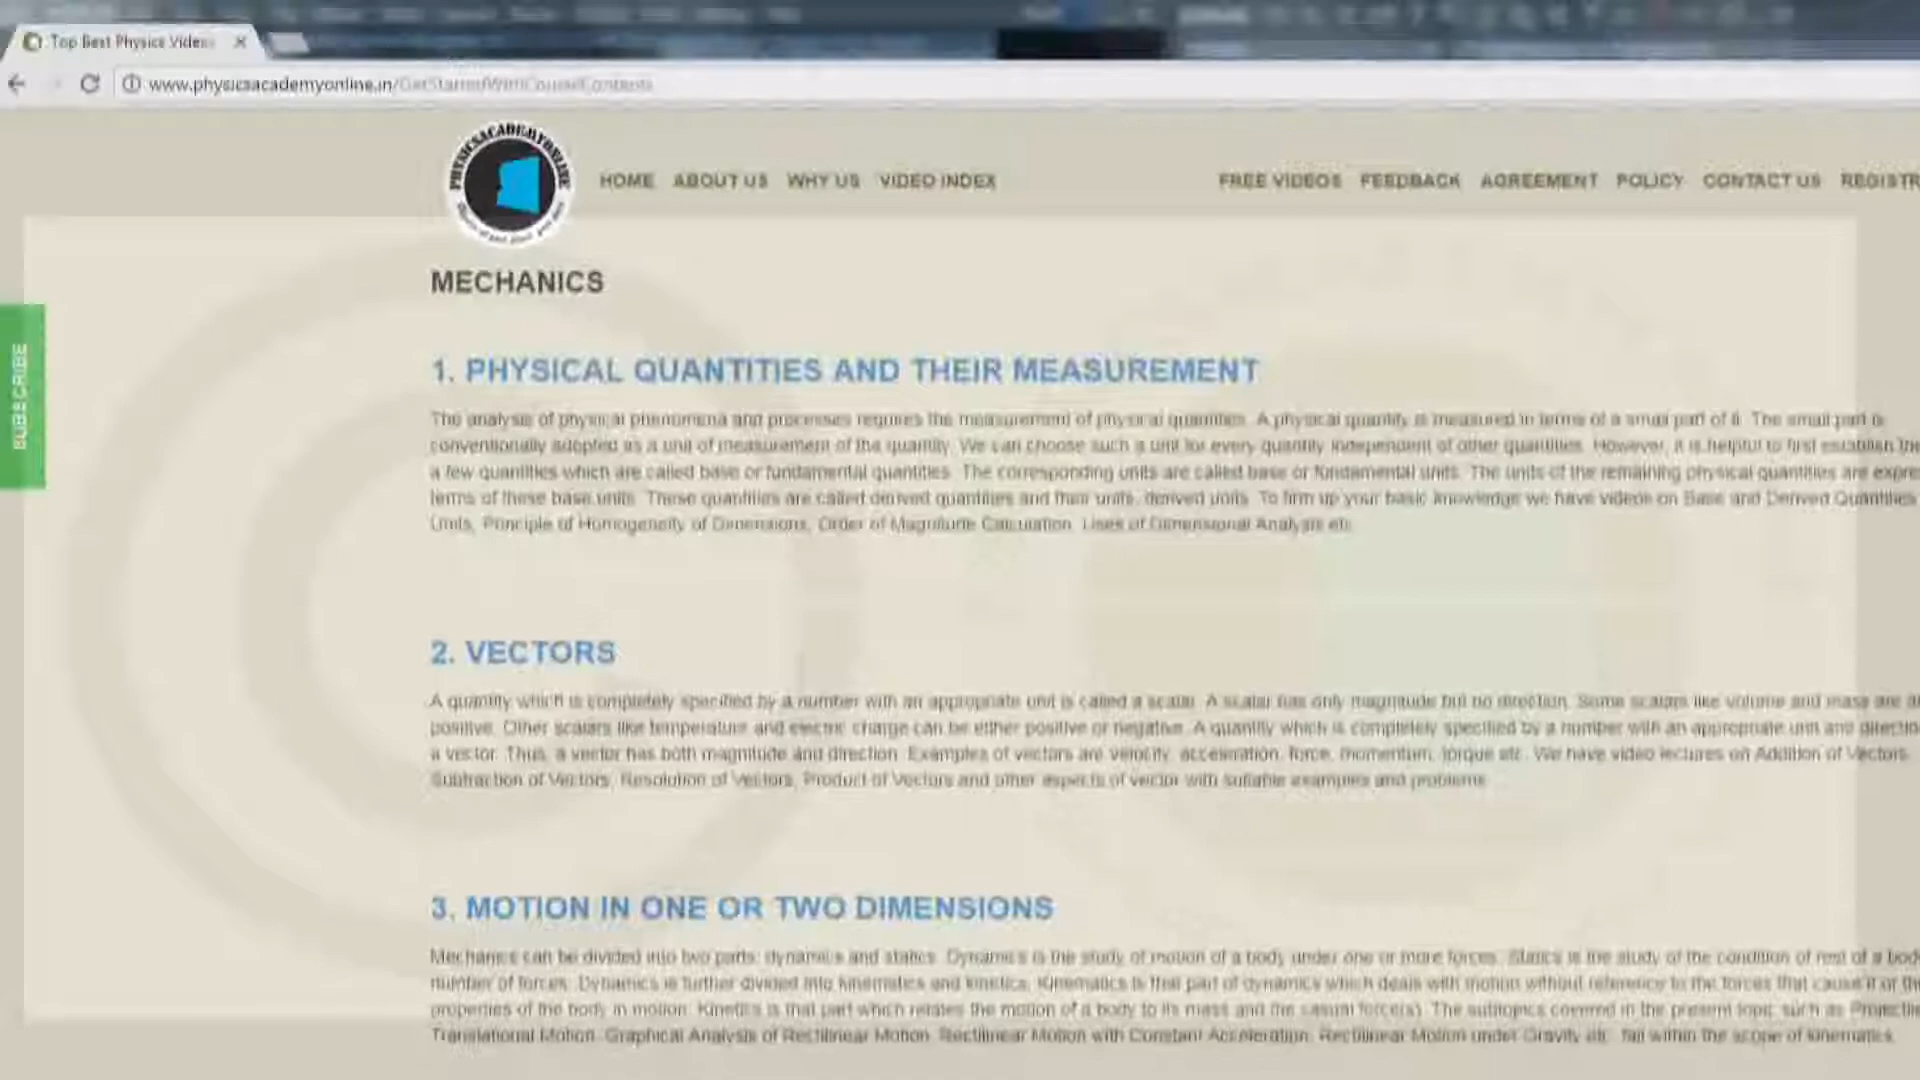 Top Best Physics Videos
www.physicsacademyonline.in/GetStartedWithCourseContents
PHYSICSACADEMYONLINE
HOME ABOUT US WHY US VIDEO INDEX FREE VIDEOS FEEDBACK AGREEMENT POLICY CONTACT US REGISTR
MECHANICS
SUBSCRIBE
1. PHYSICAL QUANTITIES AND THEIR MEASUREMENT
The analysis of physical phenomena and processes requires the measurement of physical quantities. A physical quantity is measured in terms of a small part of it. The small part is
conventionally adopted as a unit of measurement of the quantity. We can choose such a unit for every quantity independent of other quantities. However, it is helpful to first establish the
a few quantities which are called base or fundamental quantities. The corresponding units are called base or fundamental units. The units of the remaining physical quantities are expre
terms of these base units. These quantities are called derived quantities and their units, derived units. To firm up your basic knowledge we have videos on Base and Derived Quantities
Units, Principle of Homogeneity of Dimensions, Order of Magnitude Calculation, Uses of Dimensional Analysis etc.
2. VECTORS
A quantity which is completely specified by a number with an appropriate unit is called a scalar. A scalar has only magnitude but no direction. Some scalars like volume and mass are al
positive. Other scalars like temperature and electric charge can be either positive or negative. A quantity which is completely specified by a number with an appropriate unit and directio
a vector. Thus, a vector has both magnitude and direction. Examples of vectors are velocity, acceleration, force, momentum, torque etc. We have video lectures on Addition of Vectors,
Subtraction of Vectors, Resolution of Vectors, Product of Vectors and other aspects of vector with suitable examples and problems.
3. MOTION IN ONE OR TWO DIMENSIONS
Mechanics can be divided into two parts: dynamics and statics. Dynamics is the study of motion of a body under one or more forces. Statics is the study of the condition of rest of a bod
number of forces. Dynamics is further divided into kinematics and kinetics. Kinematics is that part of dynamics which deals with motion without reference to the forces that cause it or the
properties of the body in motion. Kinetics is that part which relates the motion of a body to its mass and the casual force(s). The subtopics covered in the present topic such as Projectile
Translational Motion, Graphical Analysis of Rectilinear Motion, Rectilinear Motion with Constant Acceleration, Rectilinear Motion under Gravity etc. fall within the scope of kinematics.